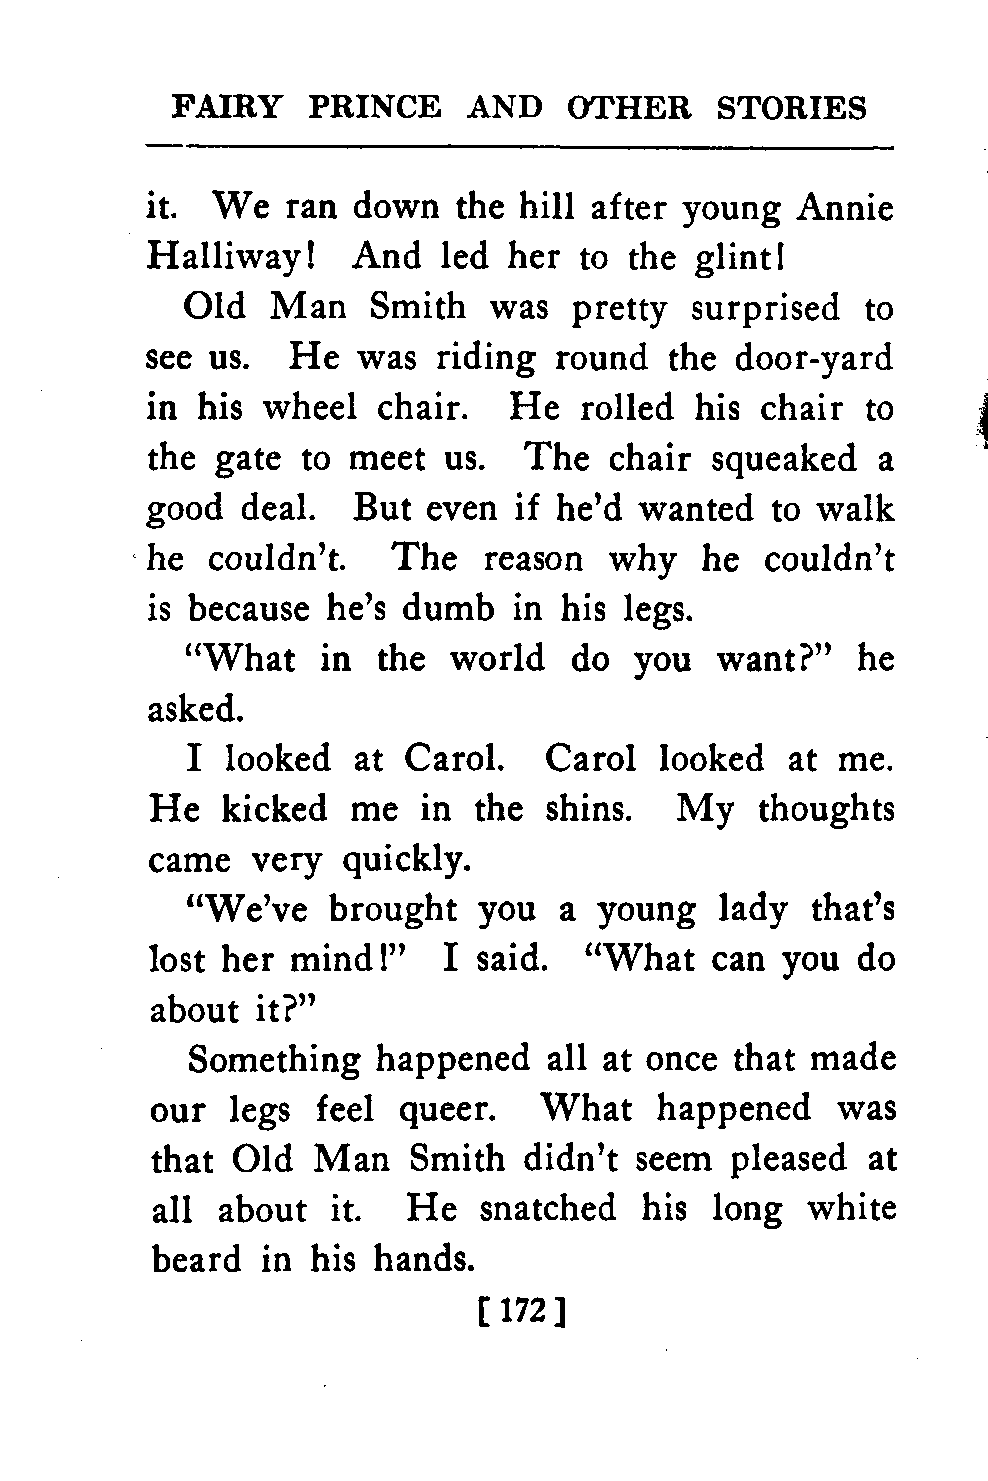 FAIRY PRINCE AND OTHER STORIES
it. We ran down the hill after young Annie
Halliway! And led her to the glint!
Old Man Smith was pretty surprised to
see us. He was riding round the door-yard
in his wheel chair. He rolled his chair to
the gate to meet us. The chair squeaked a
good deal. But even if he'd wanted to walk
he couldn't. The reason why he couldn't
is because he's dumb in his legs.
"What in the world do you want?" he
asked.
I looked at Carol. Carol looked at me.
He kicked me in the shins. My thoughts
came very quickly.
"We've brought you a young lady that's
lost her mind!" I said. "What can you do
about it?"
Something happened all at once that made
our legs feel queer. What happened was
that Old Man Smith didn't seem pleased at
all about it. He snatched his long white
beard in his hands.
[172]